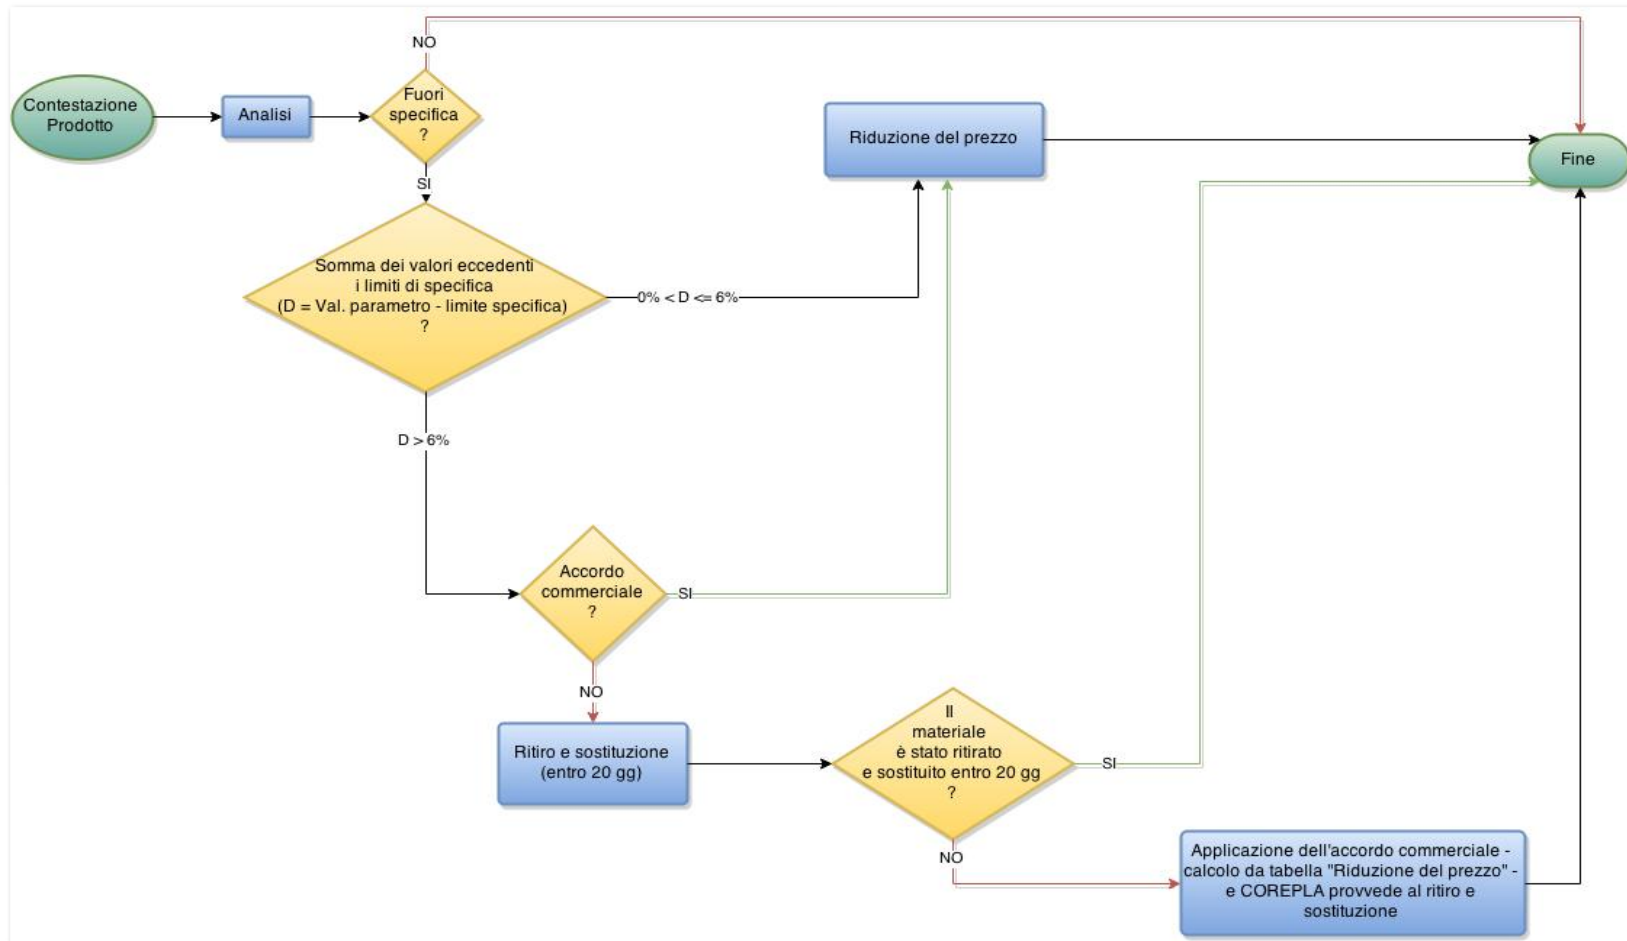 NO
Contestazione
Prodotto
Analisi
Fuori
specifica
?
Riduzione del prezzo
Fine
SI
Somma dei valori eccedenti
i limiti di specifica
(D = Val. parametro - limite specifica)
?
0% < D <= 6%
D > 6%
Accordo
commerciale
?
SI
NO
Ritiro e sostituzione
(entro 20 gg)
Il
materiale
è stato ritirato
e sostituito entro 20 gg
?
SI
NO
Applicazione dell'accordo commerciale -
calcolo da tabella "Riduzione del prezzo" -
e COREPLA provvede al ritiro e
sostituzione